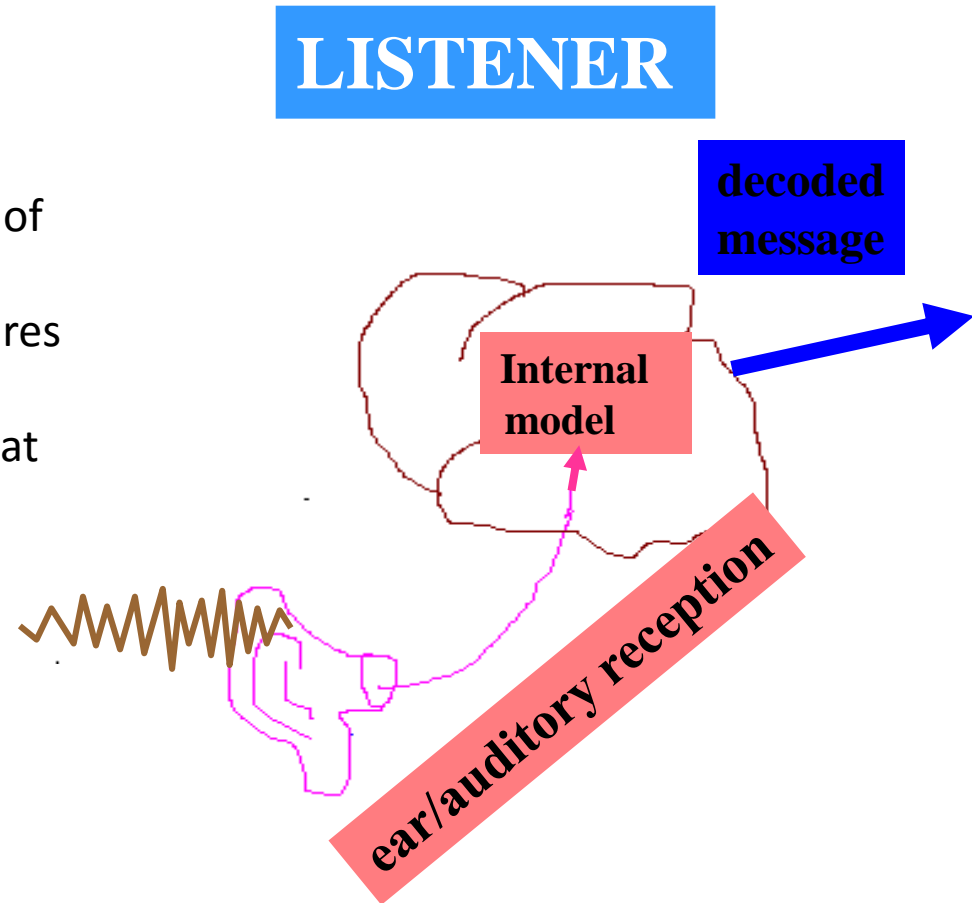 LISTENER
decoded
message
of
res
at
Internal
model
ear/auditory reception